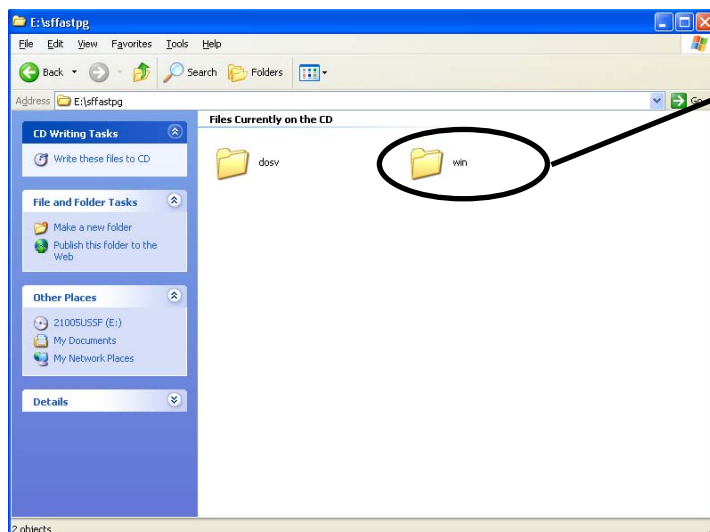 E:\sffastpg
File Edit View Favorites Tools Help
Back Search Folders
Address E:\sffastpg Go
Files Currently on the CD
CD Writing Tasks
Write these files to CD
dosv win
File and Folder Tasks
Make a new folder
Publish this folder to the
Web
Other Places
21005USSF (E:)
My Documents
My Network Places
Details
2 objects